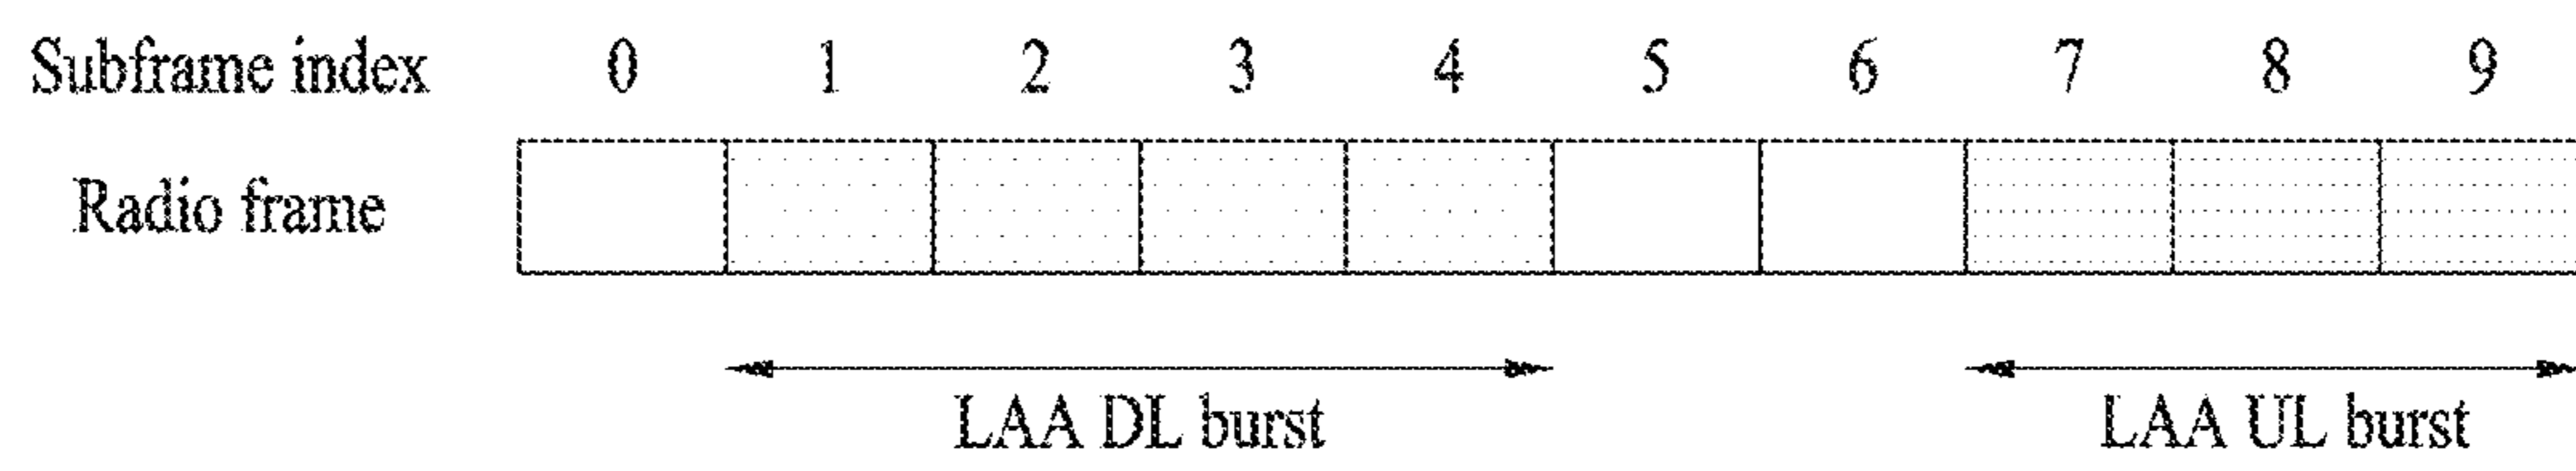 Subframe index 0 1 2 3 4 5 6 7 8 9
Radio frame
LAA DL burst LAA UL burst